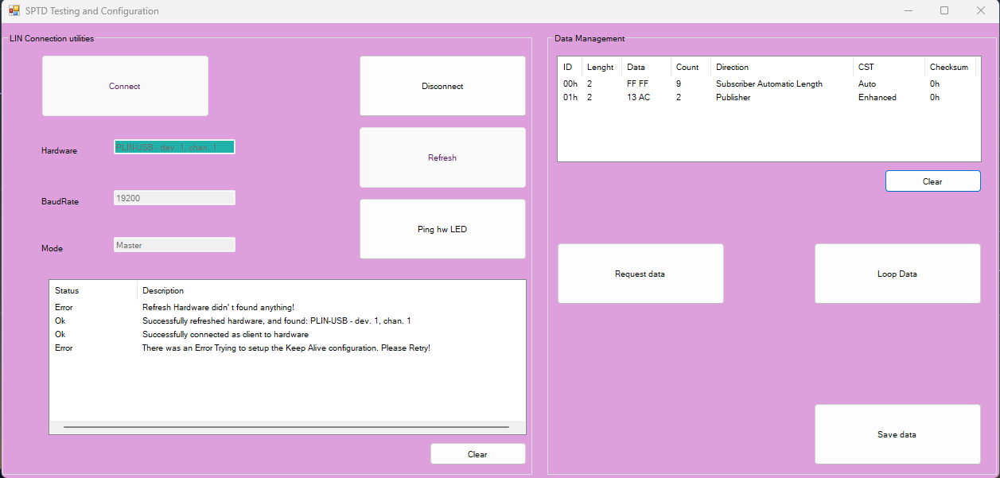 SPTD Testing and Configuration
LIN Connection utilities
Connect
Disconnect
Hardware
PLIN-USB - dev. 1, chan. 1
Refresh
BaudRate
19200
Ping hw LED
Mode
Master
Status Description
Error Refresh Hardware didn' t found anything!
Ok Successfully refreshed hardware, and found: PLIN-USB - dev. 1, chan. 1
Ok Successfully connected as client to hardware
Error There was an Error Trying to setup the Keep Alive configuration. Please Retry!
Clear
Data Management
ID Lenght Data Count Direction CST Checksum
00h 2 FF FF 9 Subscriber Automatic Length Auto 0h
01h 2 13 AC 2 Publisher Enhanced 0h
Clear
Request data
Loop Data
Save data